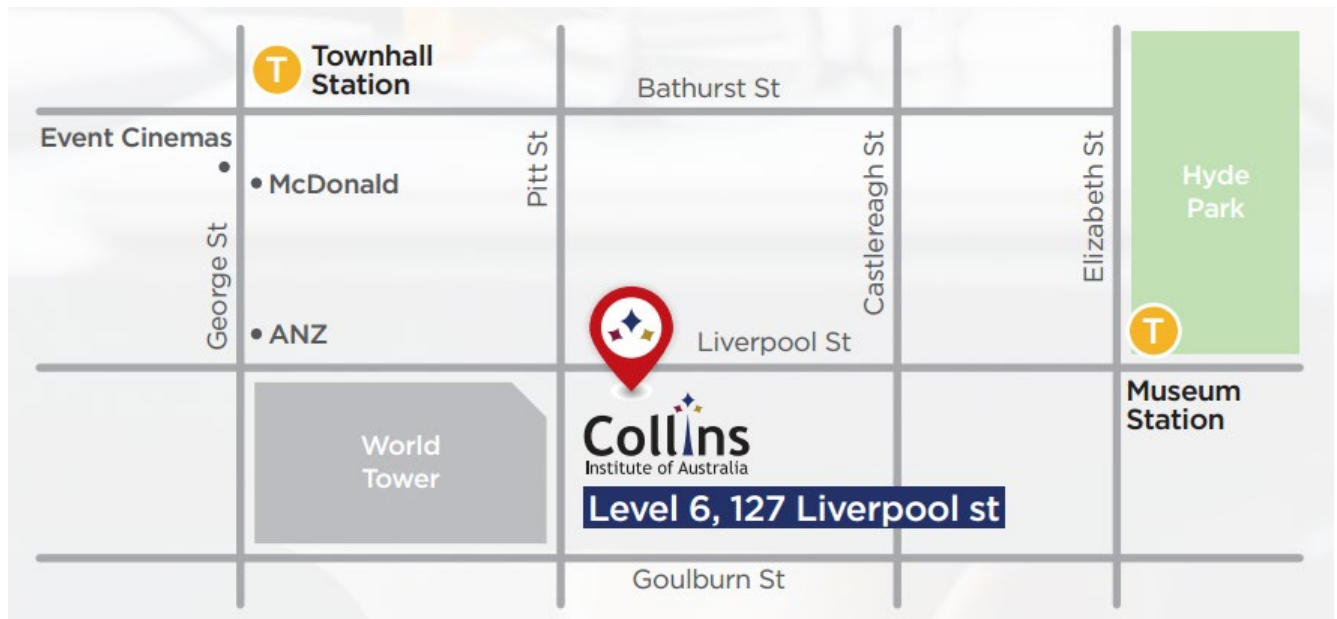 T
Townhall
Station
Bathurst St
Event Cinemas
McDonald
Pitt St
Castlereagh St
Elizabeth St
Hyde
Park
George St
ANZ
Liverpool St
T
Museum
Station
World
Tower
Collins
Institute of Australia
Level 6, 127 Liverpool st
Goulburn St